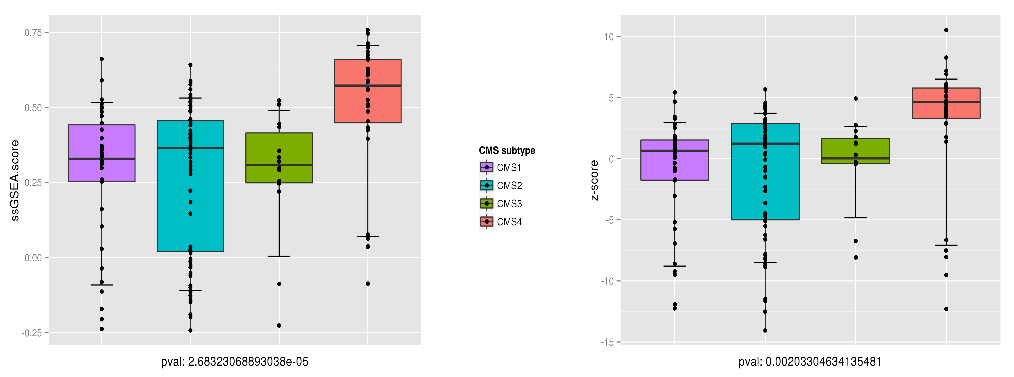 ssGSEA.score
0.75
0.50
0.25
0.00
-0.25
pval: 2.68323068893038e-05
CMS subtype
CMS1
CMS2
CMS3
CMS4
z-score
10
5
0
-5
-10
-15
pval: 0.00203304634135481